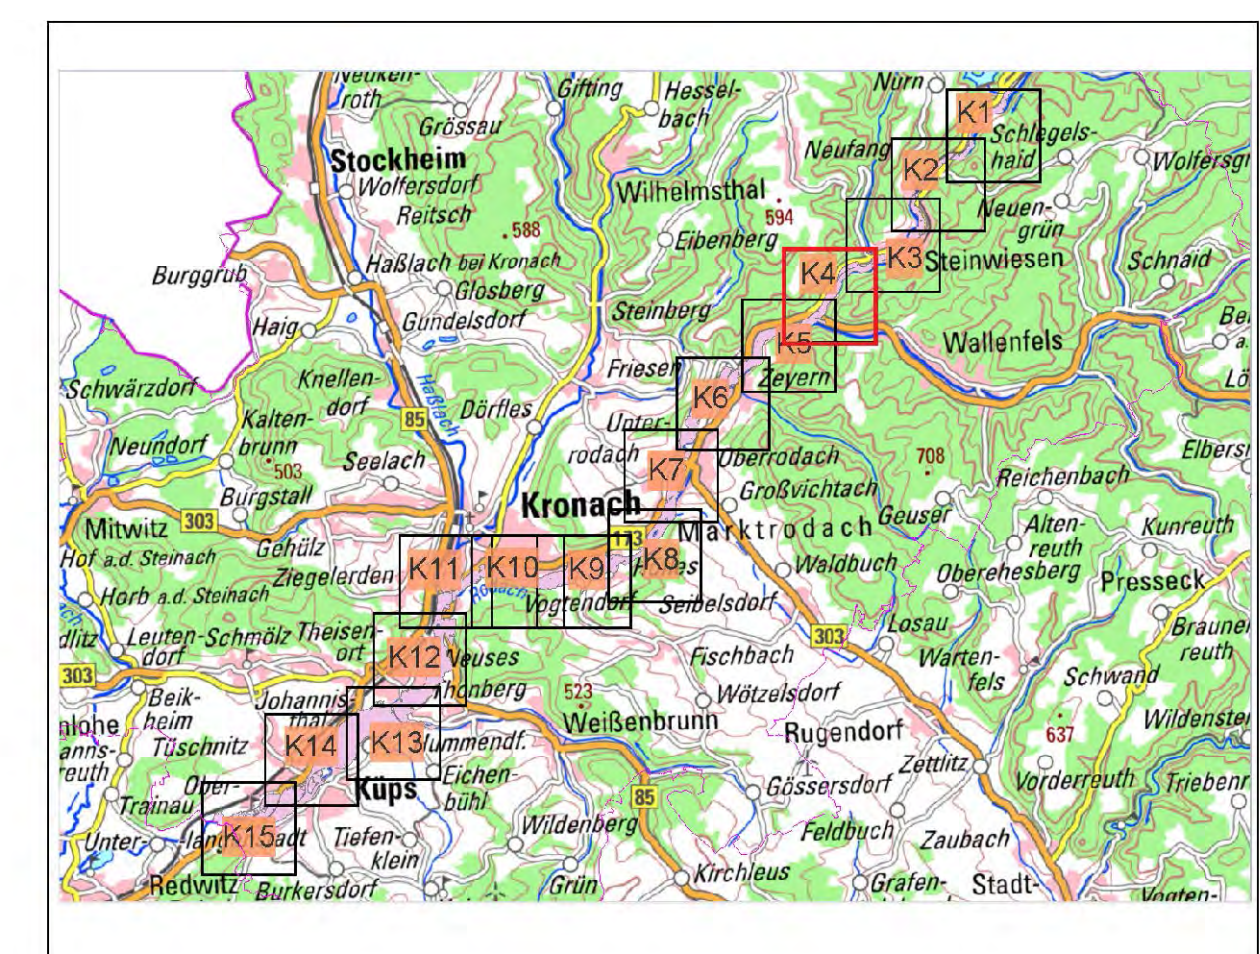 Neuken-
roth
Gifting
Hessel-
bach
Nurn
K1
Grössau
Schlegels-
haid
Stockheim
Neufang
K2
Wolfersdorf
Wilhelmsthal
Reitsch
594
Neuen-
grün
588
Eibenberg
Haßlach bei Kronach
K3
Steinwiesen
Schnaid
Burggrub
K4
Glosberg
Steinberg
Haig
Gundelsdorf
K5
Wallenfels
Friesen
Zeyern
Schwärzdorf
Knellen-
dorf
Haßlach
K6
85
Dörfles
Kalten-
brunn
Unter-
rodach
Neundorf
503
Seelach
K7
Oberrodach
708
Reichenbach
Burgstall
Kronach
Großvichtach
Mitwitz
303
173
Marktrodach
Geuser
Alten-
reuth
Kunreuth
Hof a.d. Steinach
Gehülz
Ziegelerden
K11
K10
K9
K8
Waldbuch
Oberehesberg
Presseck
Horb a.d. Steinach
Rodach
Vogtendorf
Seibelsdorf
Leuten-
dorf
Schmölz
Theisen-
ort
303
Losau
Bräunel
reuth
303
K12
Neuses
Fischbach
Warten-
fels
Schwand
Beik-
heim
Johannis-
thal
523
Wötzelsdorf
Weißenbrunn
Rugendorf
637
Tüschnitz
K14
K13
Zettlitz
Vorderreuth
Ober-
Küps
Eichen-
bühl
85
Gössersdorf
Trainau
Unter-
K15
Tiefen-
klein
Wildenberg
Feldbuch
Zaubach
Redwitz
Burkersdorf
Grün
Kirchleus
Grafen-
Stadt-